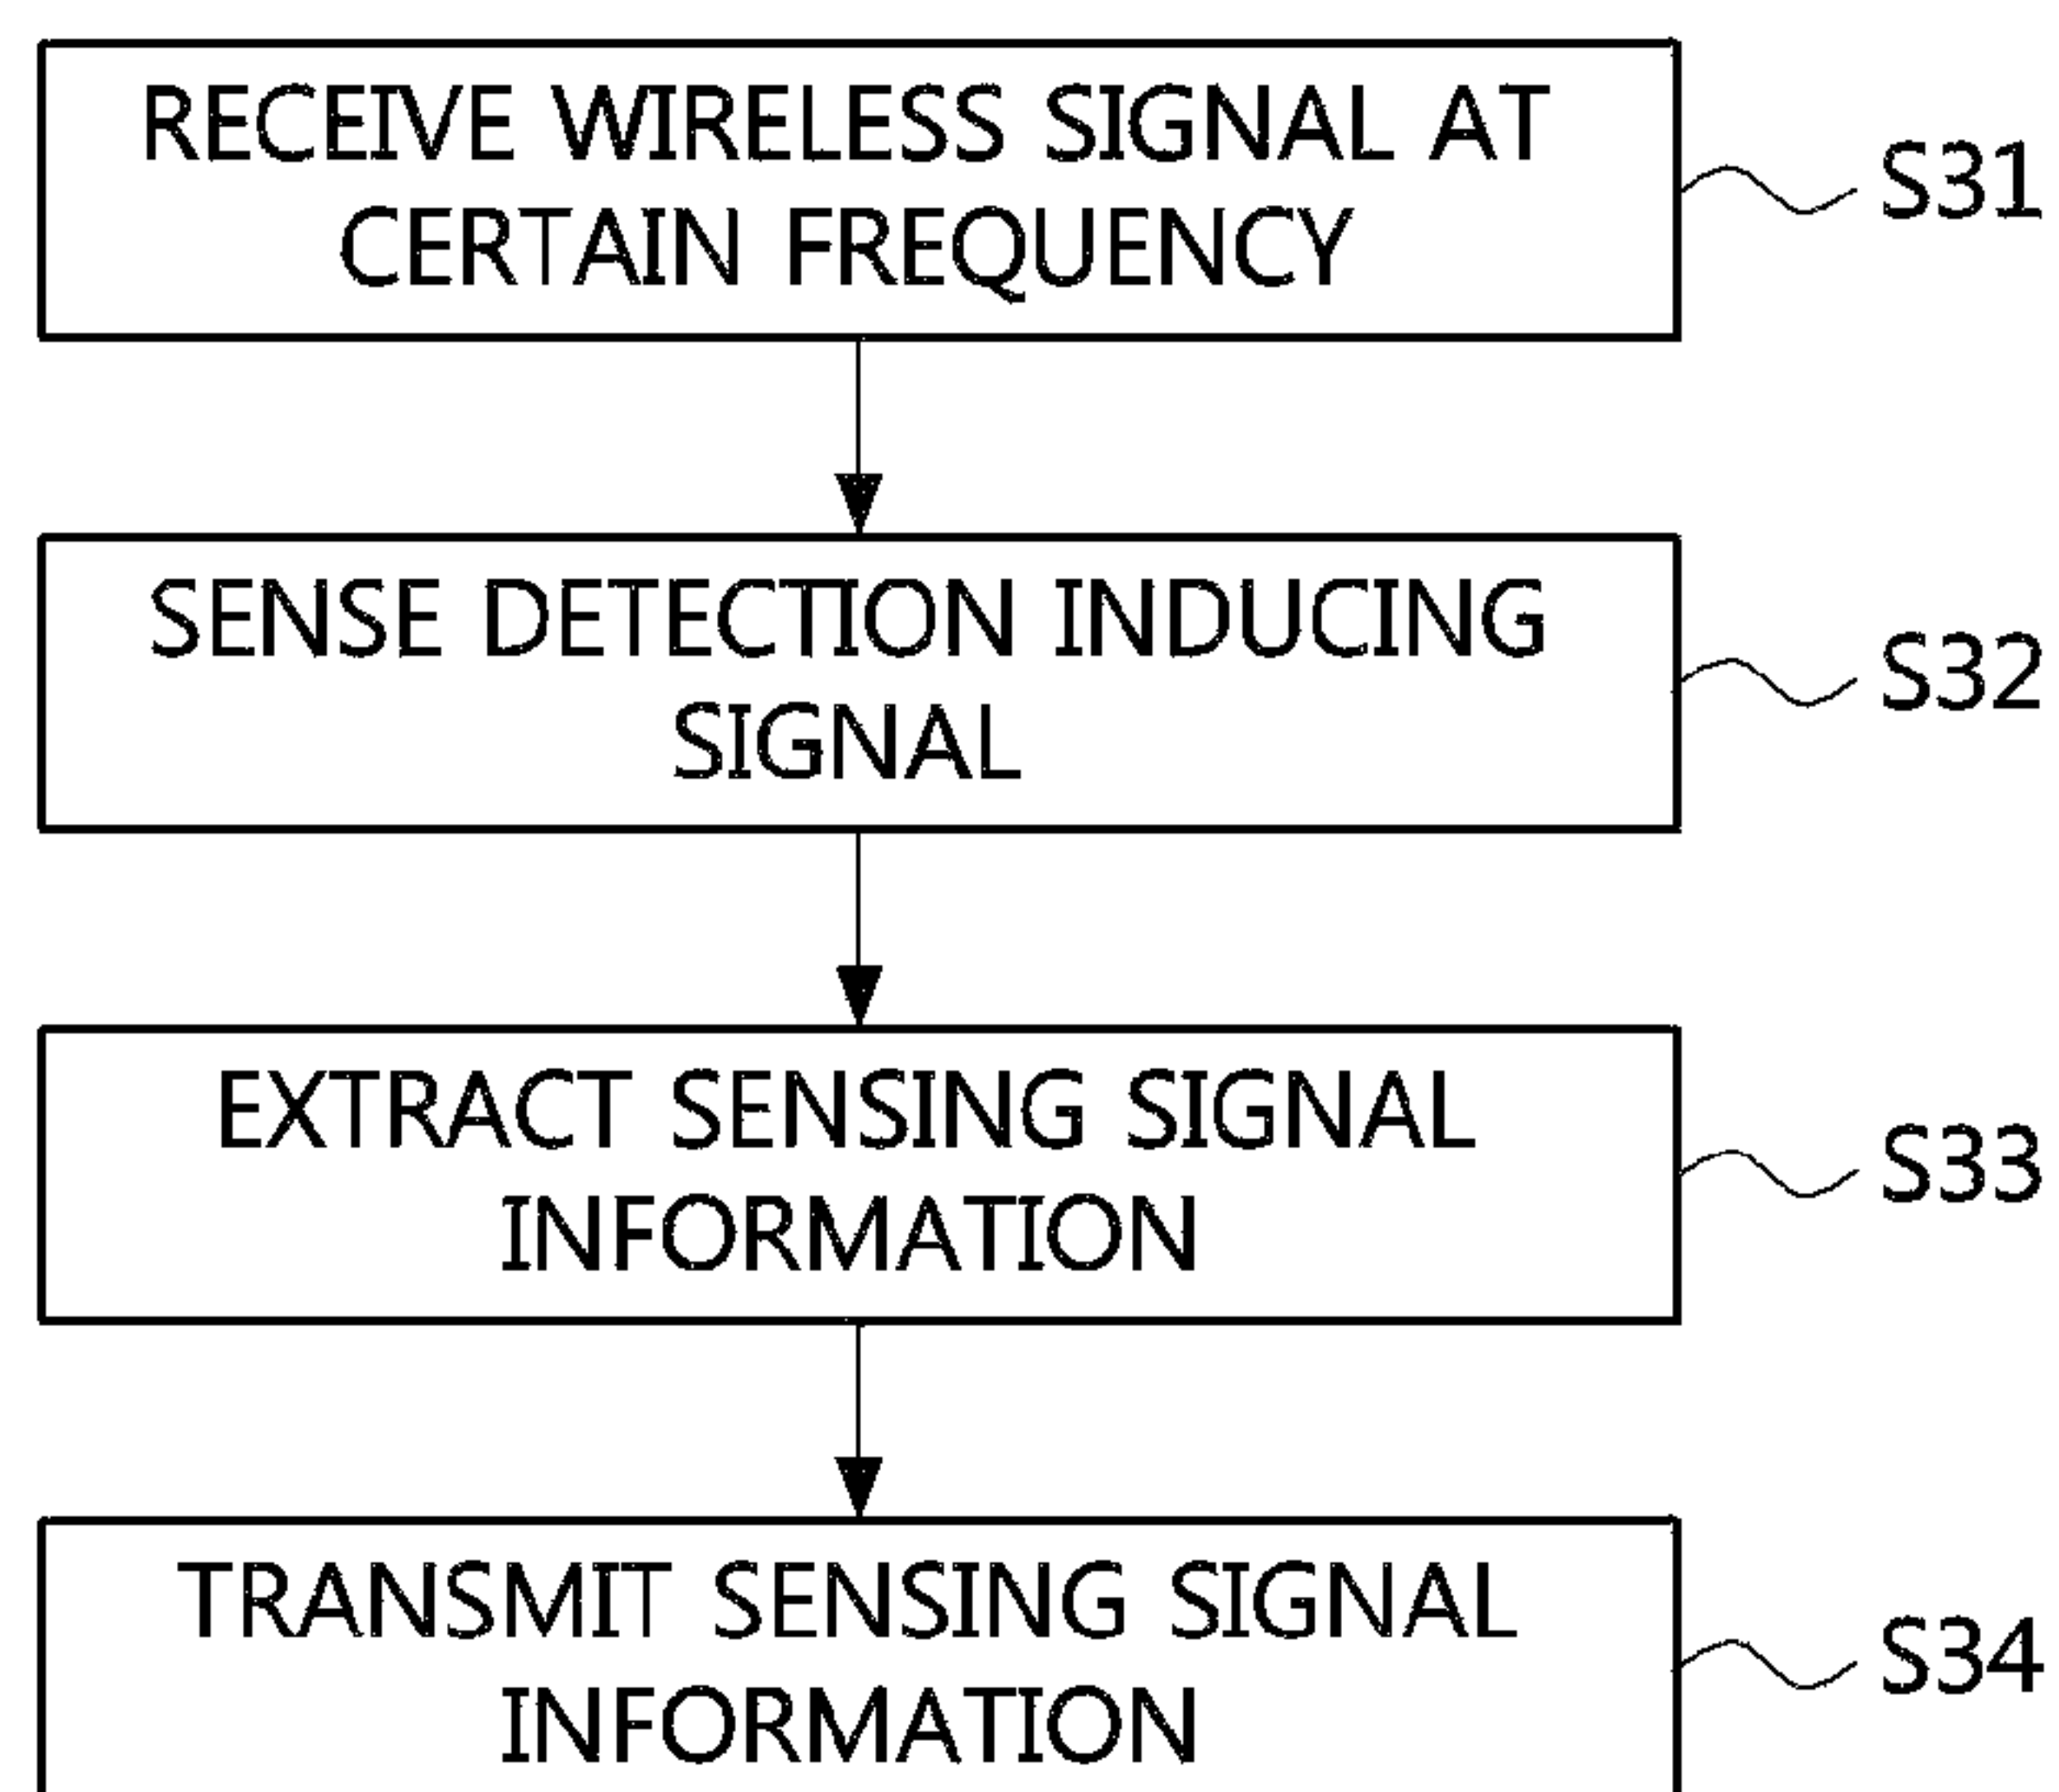 RECEIVE WIRELESS SIGNAL AT
CERTAIN FREQUENCY
S31
SENSE DETECTION INDUCING
SIGNAL
S32
EXTRACT SENSING SIGNAL
INFORMATION
S33
TRANSMIT SENSING SIGNAL
INFORMATION
S34